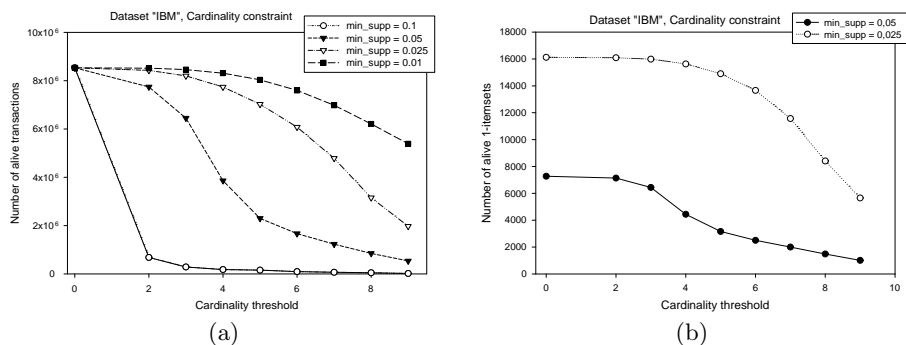 Dataset "IBM", Cardinality constraint
min_supp = 0.1
min_supp = 0.05
min_supp = 0.025
min_supp = 0.01
Number of alive transactions
10x10⁶
8x10⁶
6x10⁶
4x10⁶
2x10⁶
0
0 2 4 6 8
Cardinality threshold
(a)
Dataset "IBM", Cardinality constraint
min_supp = 0,05
min_supp = 0,025
Number of alive 1-itemsets
18000
16000
14000
12000
10000
8000
6000
4000
2000
0
0 2 4 6 8 10
Cardinality threshold
(b)